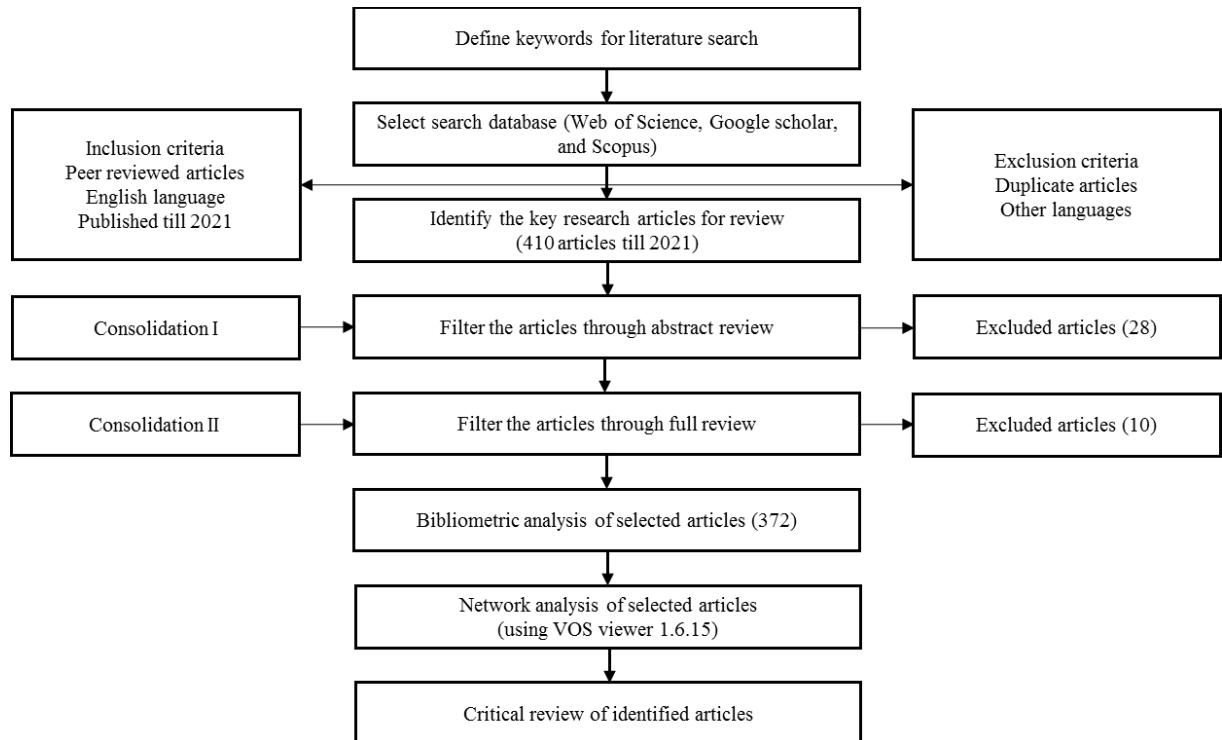 Define keywords for literature search
Select search database (Web of Science, Google scholar,
and Scopus)
Inclusion criteria
Peer reviewed articles
English language
Published till 2021
Exclusion criteria
Duplicate articles
Other languages
Identify the key research articles for review
(410 articles till 2021)
Consolidation I
Filter the articles through abstract review
Excluded articles (28)
Consolidation II
Filter the articles through full review
Excluded articles (10)
Bibliometric analysis of selected articles (372)
Network analysis of selected articles
(using VOS viewer 1.6.15)
Critical review of identified articles